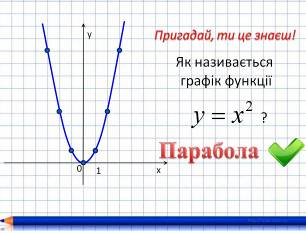 Пригадай, ти це знаєш!
Як називається
графік функції
y = x² ?
Парабола
y
0
1
x